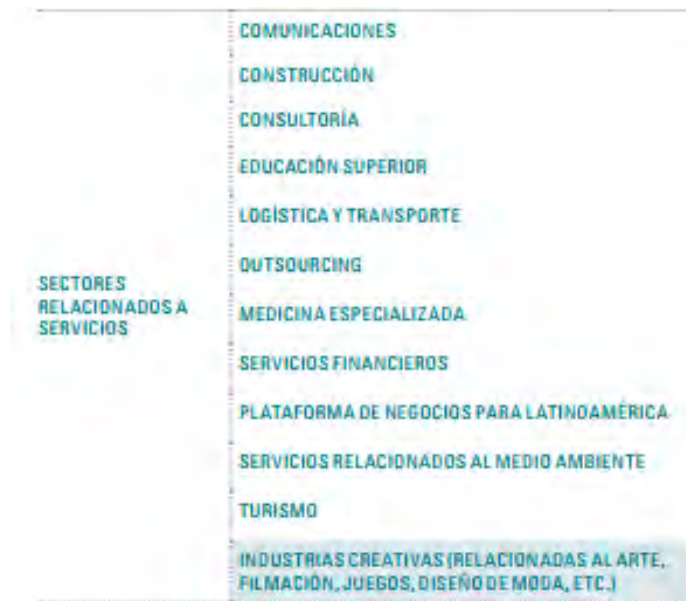 COMUNICACIONES
CONSTRUCCIÓN
CONSULTORÍA
EDUCACIÓN SUPERIOR
LOGÍSTICA Y TRANSPORTE
OUTSOURCING
SECTORES
RELACIONADOS A
SERVICIOS
MEDICINA ESPECIALIZADA
SERVICIOS FINANCIEROS
PLATAFORMA DE NEGOCIOS PARA LATINOAMÉRICA
SERVICIOS RELACIONADOS AL MEDIO AMBIENTE
TURISMO
INDUSTRIAS CREATIVAS (RELACIONADAS AL ARTE,
FILMACIÓN, JUEGOS, DISEÑO DE MODA, ETC.)